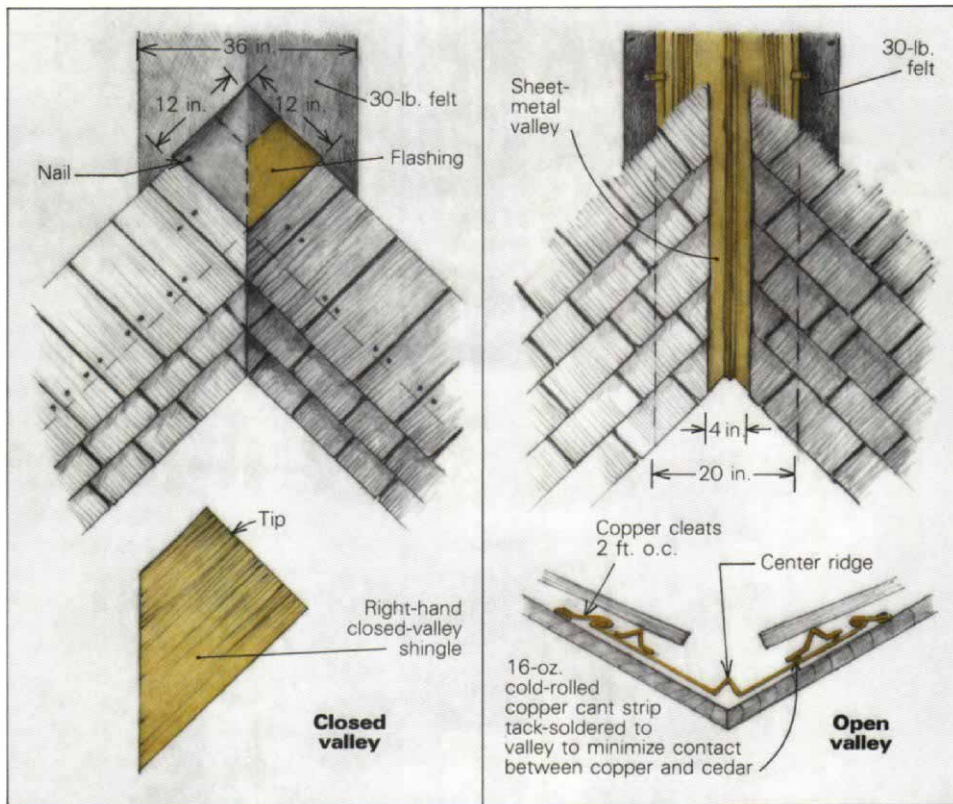 36 in.
12 in.
12 in.
30-lb. felt
Nail
Flashing
Tip
Right-hand
closed-valley
shingle
Closed
valley
30-lb.
felt
Sheet-
metal
valley
4 in.
20 in.
Copper cleats
2 ft. o.c.
Center ridge
16-oz.
cold-rolled
copper cant strip
tack-soldered to
valley to minimize contact
between copper and cedar
Open
valley